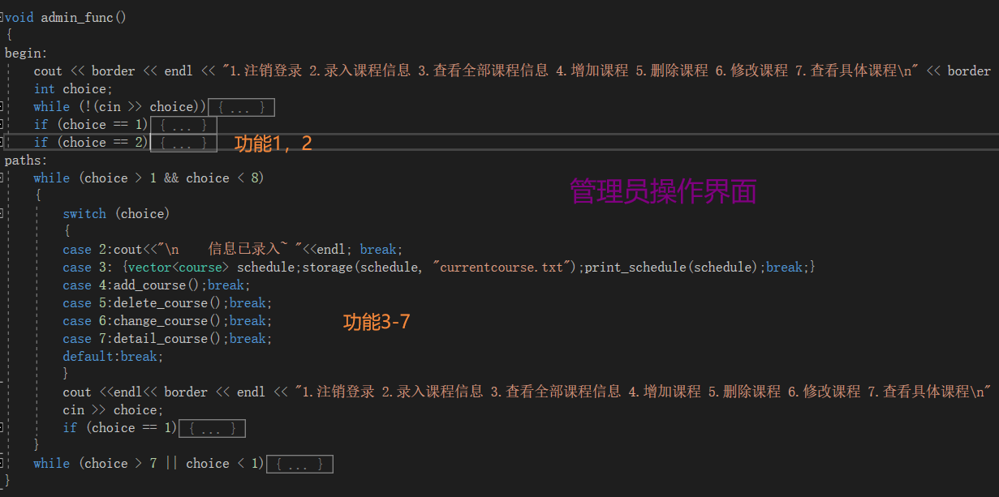 void admin_func()
{
begin:
cout << border << endl << "1.注销登录 2.录入课程信息 3.查看全部课程信息 4.增加课程 5.删除课程 6.修改课程 7.查看具体课程\n" << border
int choice;
while (!(cin >> choice)){ ... }
if (choice == 1){ ... }
if (choice == 2){ ... } 功能1，2
paths:
while (choice > 1 && choice < 8)
管理员操作界面
{
switch (choice)
{
case 2:cout<<"\n    信息已录入~ "<<endl; break;
case 3: {vector<course> schedule;storage(schedule, "currentcourse.txt");print_schedule(schedule);break;}
case 4:add_course();break;
case 5:delete_course();break;
case 6:change_course();break; 功能3-7
case 7:detail_course();break;
default:break;
}
cout <<endl<< border << endl << "1.注销登录 2.录入课程信息 3.查看全部课程信息 4.增加课程 5.删除课程 6.修改课程 7.查看具体课程\n"
cin >> choice;
if (choice == 1){ ... }
}
while (choice > 7 || choice < 1){ ... }
}